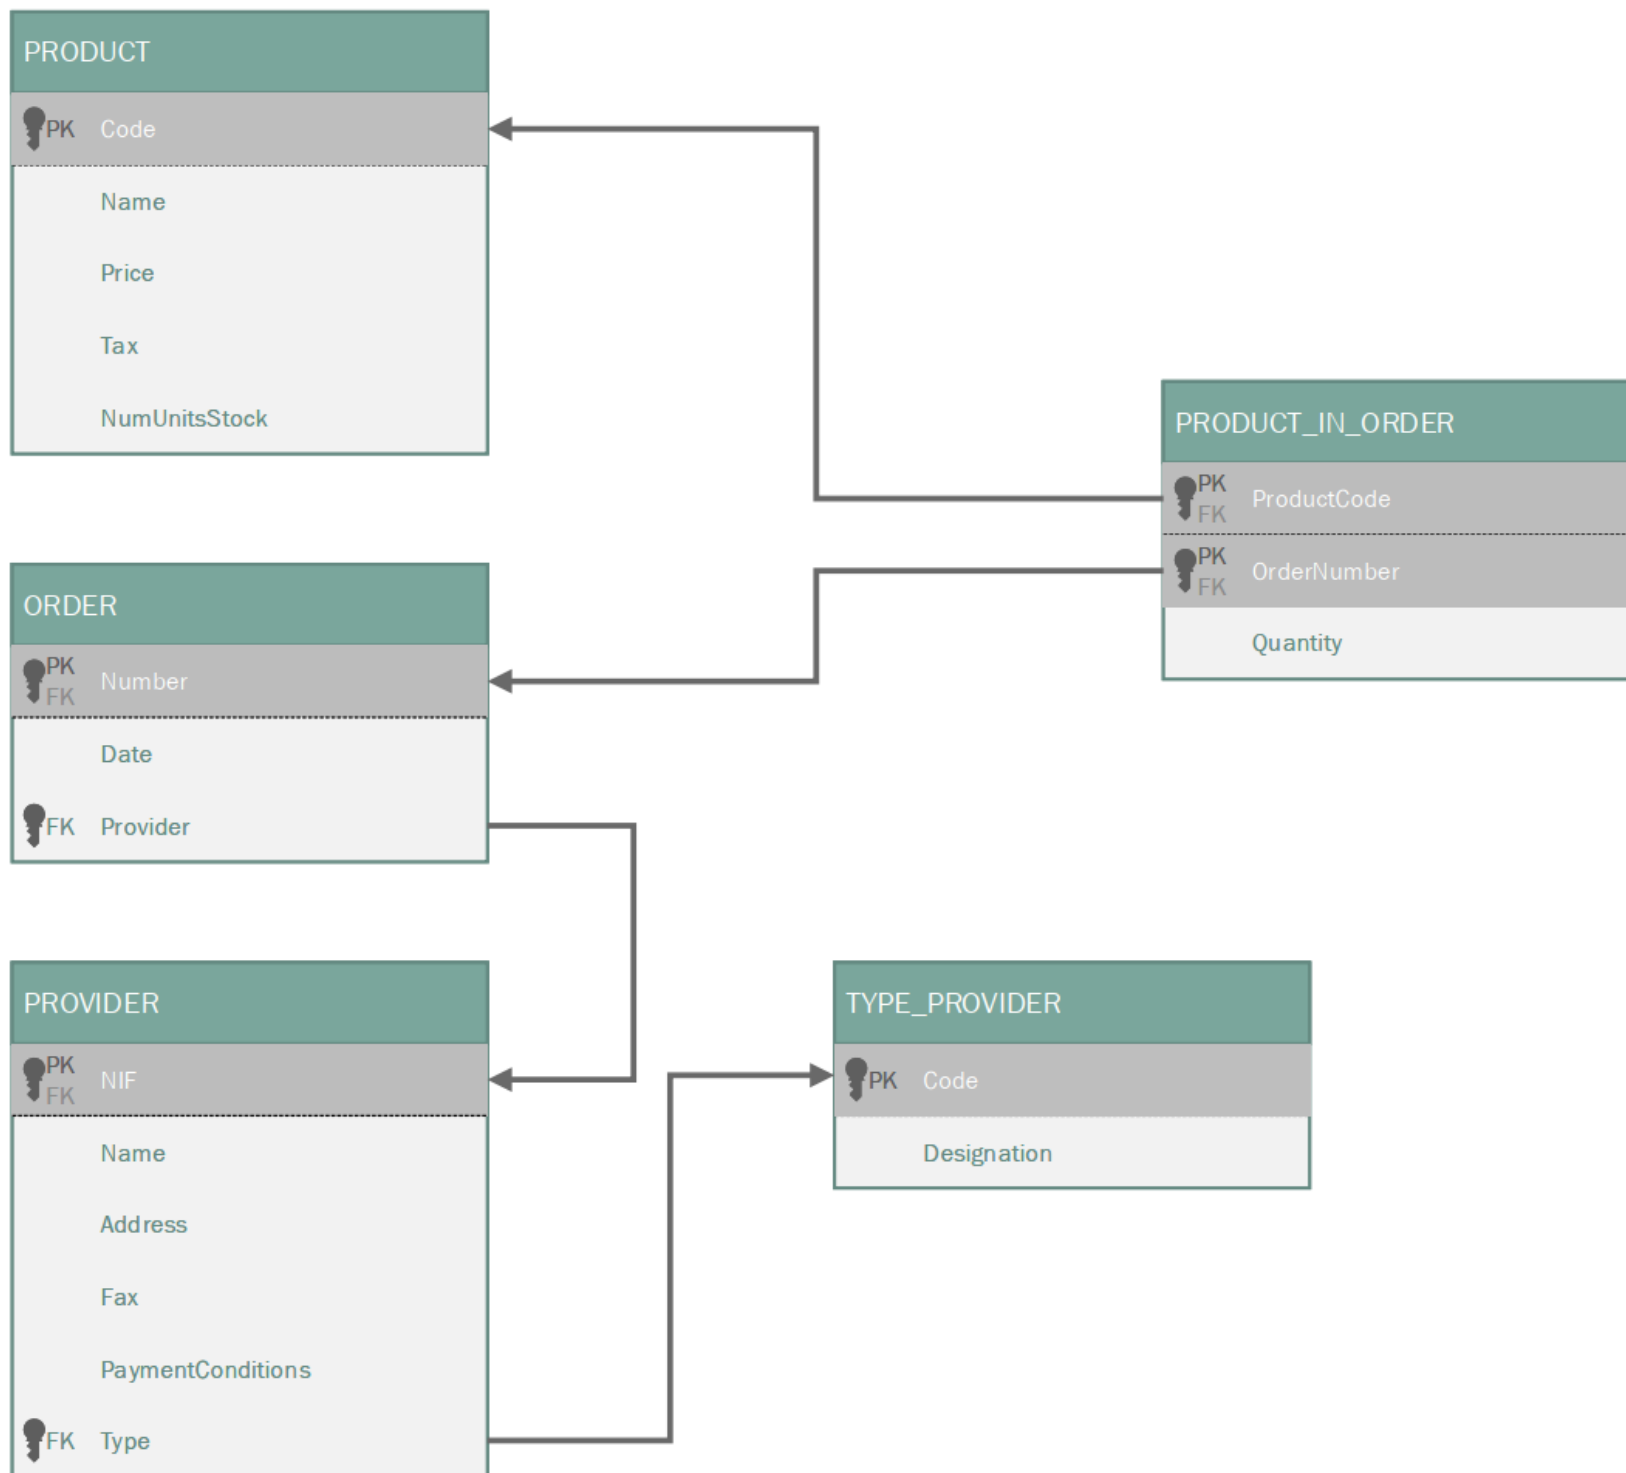 PRODUCT
PK Code
Name
Price
Tax
NumUnitsStock
PRODUCT_IN_ORDER
PK
FK
ProductCode
PK
FK
OrderNumber
Quantity
ORDER
PK
FK
Number
Date
FK Provider
PROVIDER
PK
FK
NIF
Name
Address
Fax
PaymentConditions
FK Type
TYPE_PROVIDER
PK Code
Designation